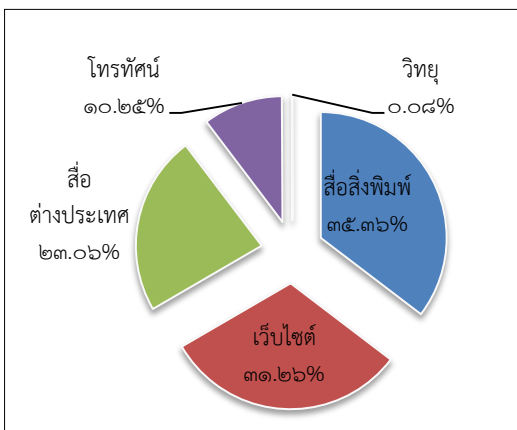 โทรทัศน์
๑๐.๒๕%
วิทยุ
๐.๐๘%
สื่อ
ต่างประเทศ
๒๓.๐๖%
สื่อสิ่งพิมพ์
๓๕.๓๖%
เว็บไซต์
๓๑.๒๖%